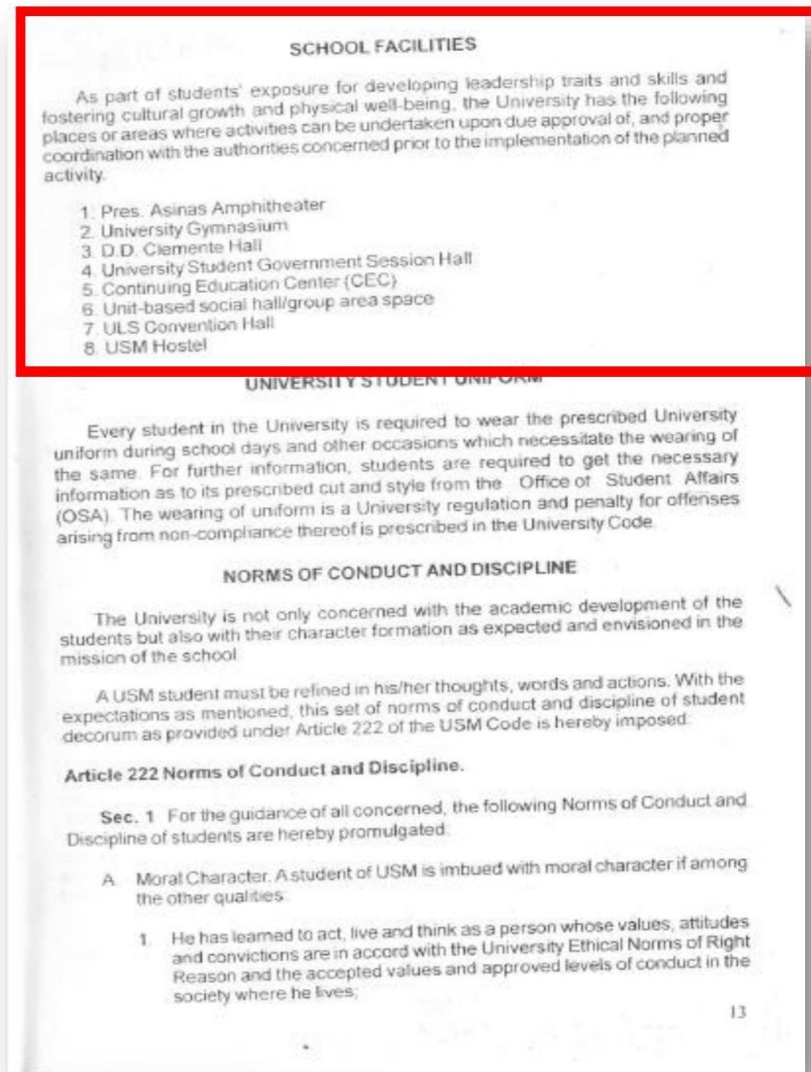 SCHOOL FACILITIES
As part of students' exposure for developing leadership traits and skills and
fostering cultural growth and physical well-being, the University has the following
places or areas where activities can be undertaken upon due approval of, and proper
coordination with the authorities concerned prior to the implementation of the planned
activity.
1. Pres. Asinas Amphitheater
2. University Gymnasium
3. D.D. Clemente Hall
4. University Student Government Session Hall
5. Continuing Education Center (CEC)
6. Unit-based social hall/group area space
7. ULS Convention Hall
8. USM Hostel
UNIVERSITY STUDENT UNIFORM
Every student in the University is required to wear the prescribed University
uniform during school days and other occasions which necessitate the wearing of
the same. For further information, students are required to get the necessary
information as to its prescribed cut and style from the Office of Student Affairs
(OSA). The wearing of uniform is a University regulation and penalty for offenses
arising from non-compliance thereof is prescribed in the University Code.
NORMS OF CONDUCT AND DISCIPLINE
The University is not only concerned with the academic development of the
students but also with their character formation as expected and envisioned in the
mission of the school.
A USM student must be refined in his/her thoughts, words and actions. With the
expectations as mentioned, this set of norms of conduct and discipline of student
decorum as provided under Article 222 of the USM Code is hereby imposed:
Article 222 Norms of Conduct and Discipline.
Sec. 1 For the guidance of all concerned, the following Norms of Conduct and
Discipline of students are hereby promulgated:
A. Moral Character. A student of USM is imbued with moral character if among
the other qualities:
1. He has learned to act, live and think as a person whose values, attitudes
and convictions are in accord with the University Ethical Norms of Right
Reason and the accepted values and approved levels of conduct in the
society where he lives;
13